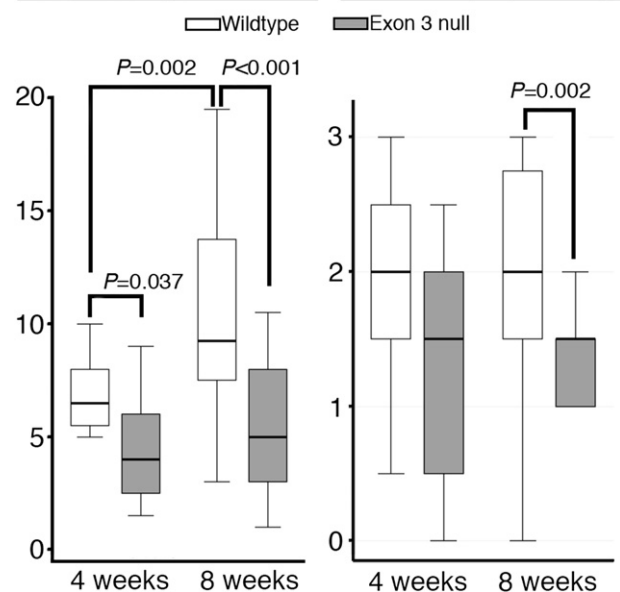 Wildtype Exon 3 null
P=0.002 P<0.001
P=0.002
20
15
P=0.037
10
5
0
4 weeks 8 weeks
3
2
1
0
4 weeks 8 weeks